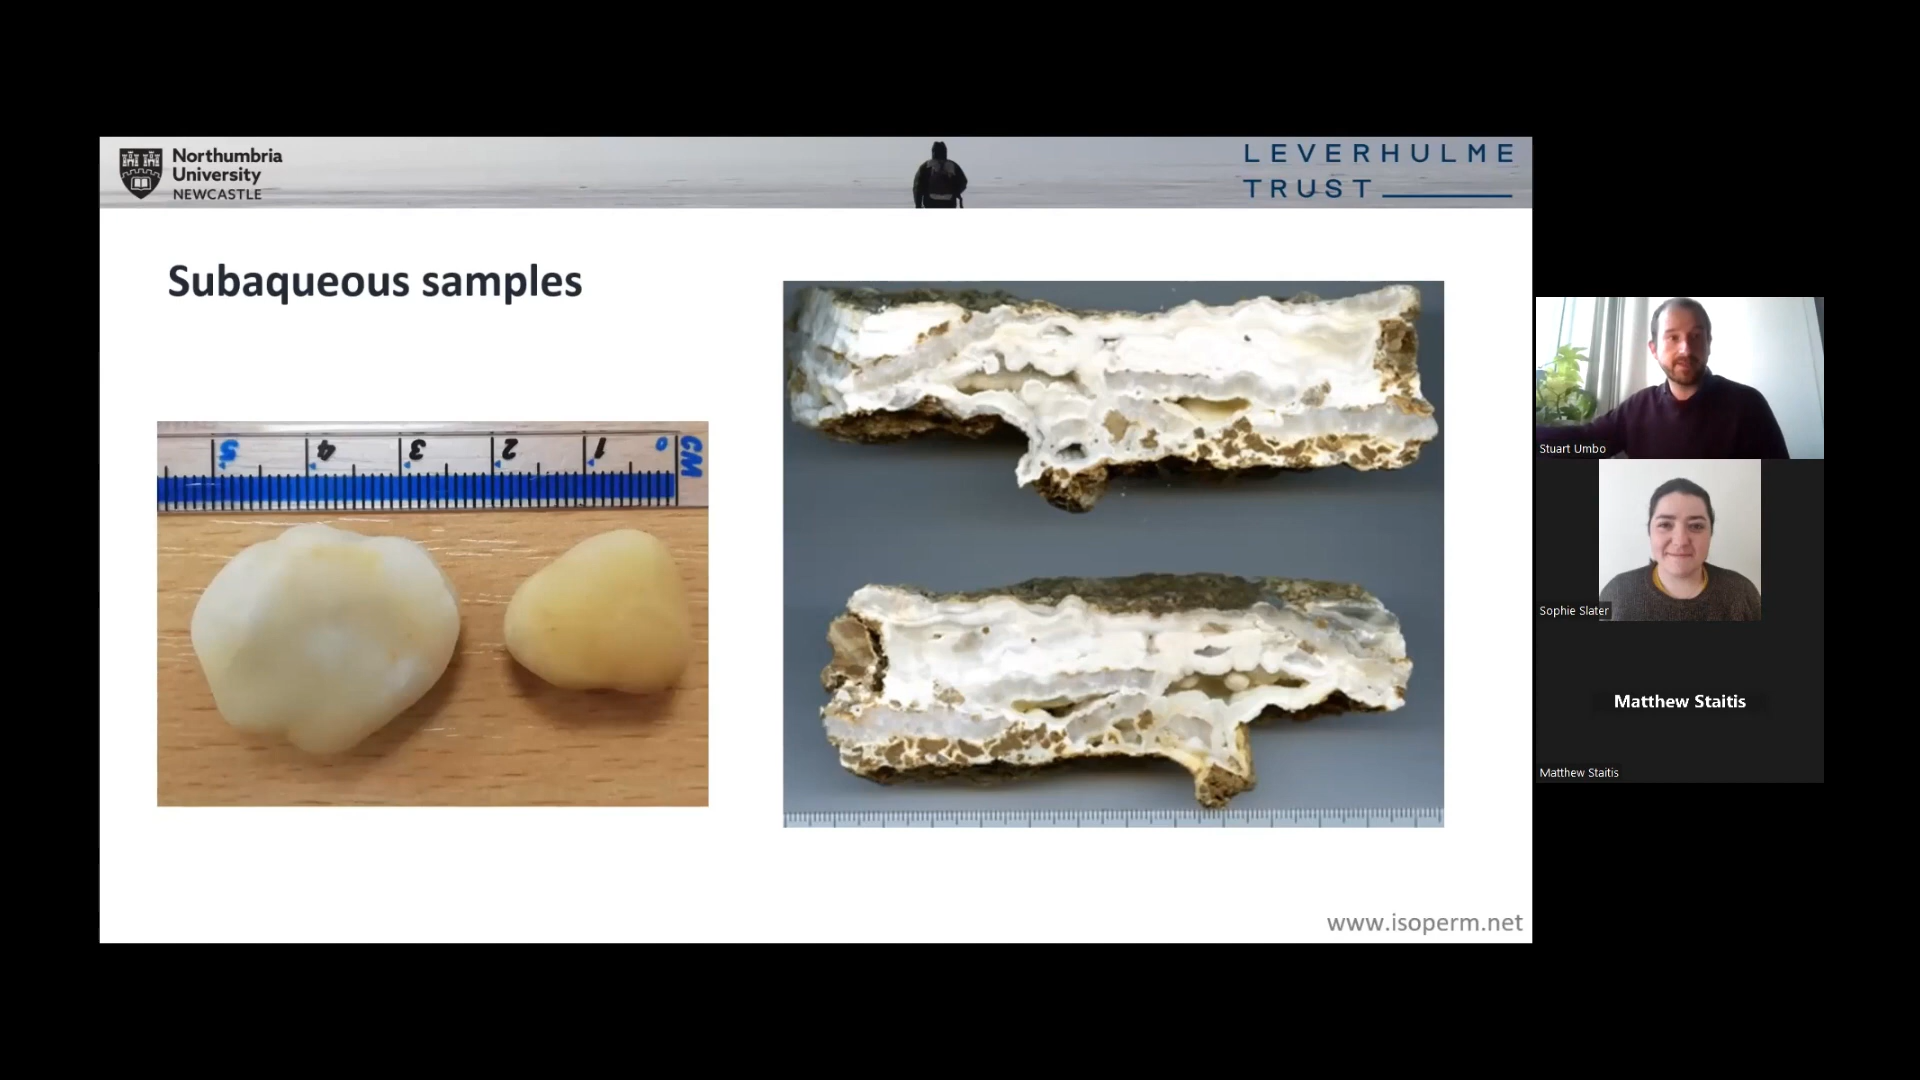 Northumbria
University
NEWCASTLE
LEVERHULME
TRUST
Subaqueous samples
5 4 3 2 1 0 CM
www.isoperm.net
Stuart Umbo
Sophie Slater
Matthew Staitis
Matthew Staitis